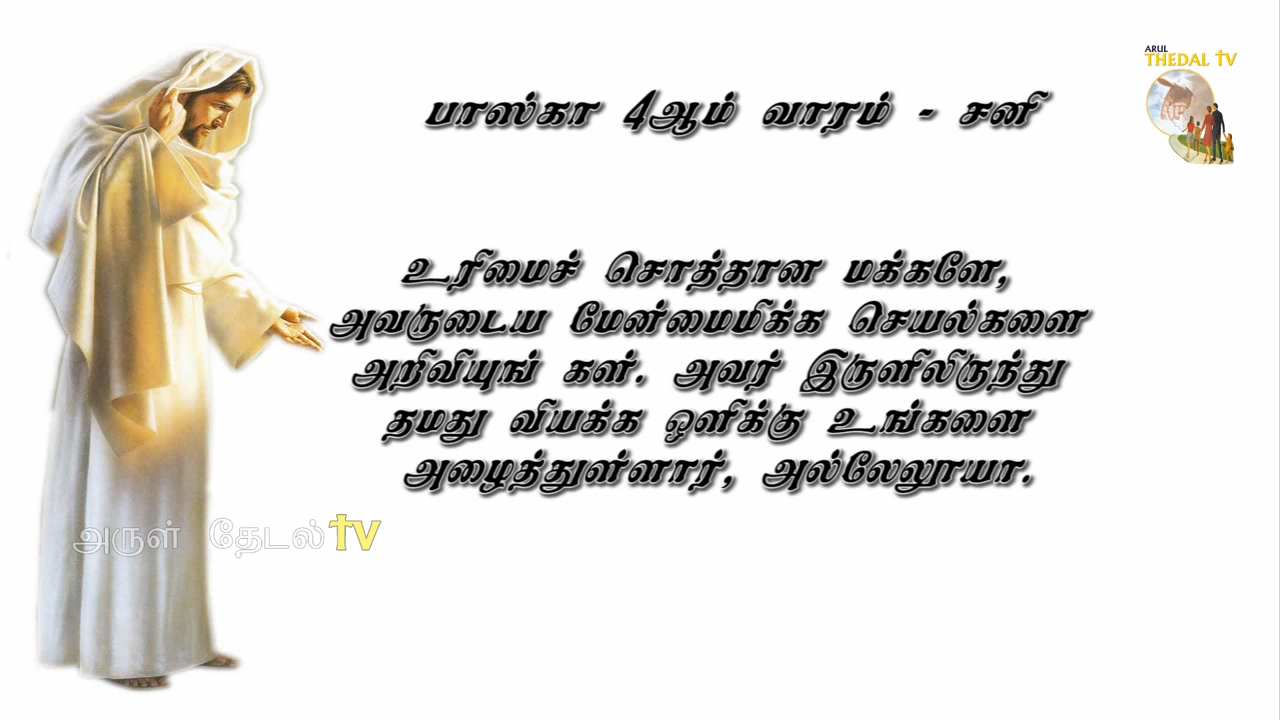 ARUL
THEDAL TV
பாஸ்கா 4ஆம் வாரம் - சனி
உரிமைச் சொத்தான மக்களே,
அவருடைய மேன்மைமிக்க செயல்களை
அறிவியுங் கள். அவர் இருளிலிருந்து
தமது வியக்க ஒளிக்கு உங்களை
அழைத்துள்ளார், அல்லேலூயா.
அருள் தேடல் tv